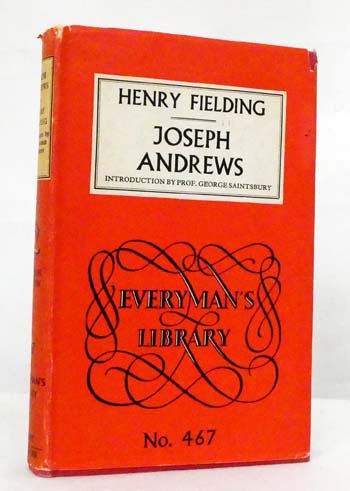 HENRY FIELDING
JOSEPH
ANDREWS
INTRODUCTION BY PROF. GEORGE SAINTSBURY
EVERYMAN'S
LIBRARY
No. 467